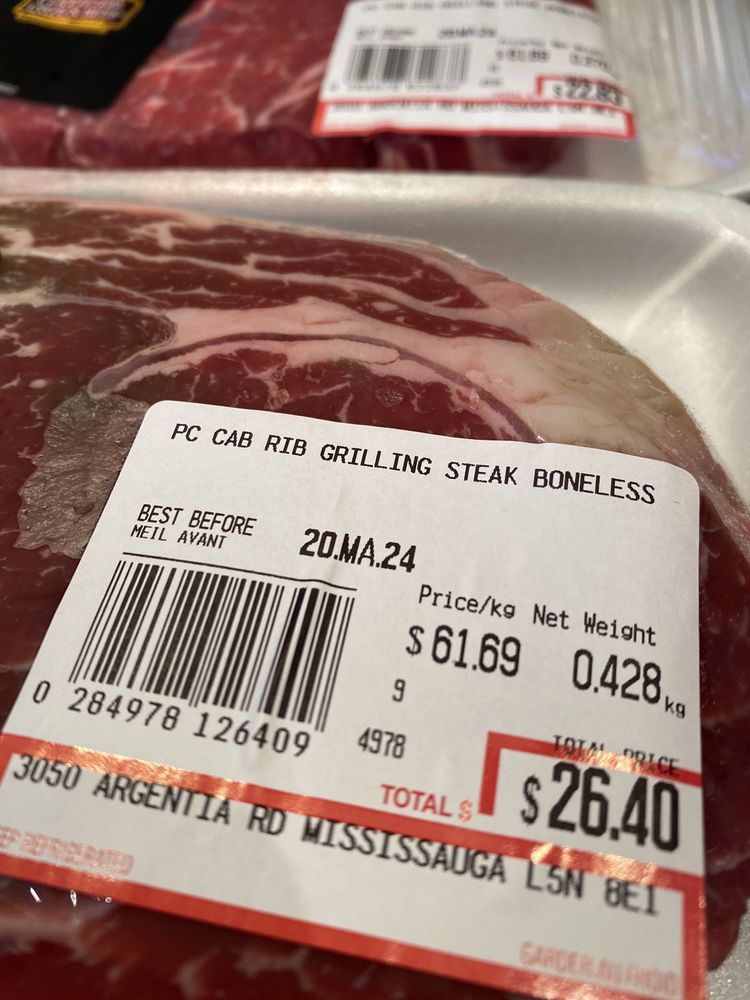 $61.69
PC CAB RIB GRILLING STEAK BONELESS
BEST BEFORE
MEIL AVANT
20.MA.24
Price/kg Net Weight
$61.69 0.428 kg
9
0 284978 126409
4978
TOTAL PRICE
TOTAL $
$26.40
3050 ARGENTIA RD MISSISSAUGA L5N 8E1